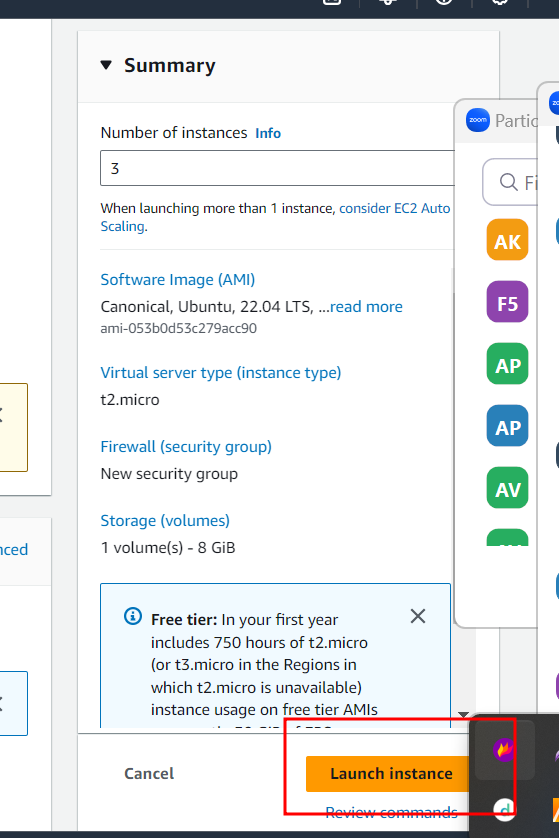 Summary
Number of instances Info
3
When launching more than 1 instance, consider EC2 Auto
Scaling.
Software Image (AMI)
Canonical, Ubuntu, 22.04 LTS, ...read more
ami-053b0d53c279acc90
Virtual server type (instance type)
t2.micro
Firewall (security group)
New security group
Storage (volumes)
1 volume(s) - 8 GiB
Free tier: In your first year
includes 750 hours of t2.micro
(or t3.micro in the Regions in
which t2.micro is unavailable)
instance usage on free tier AMIs
Cancel
Launch instance
Review commands
nced
zoom Partic
Fi
AK
F5
AP
AP
AV
d